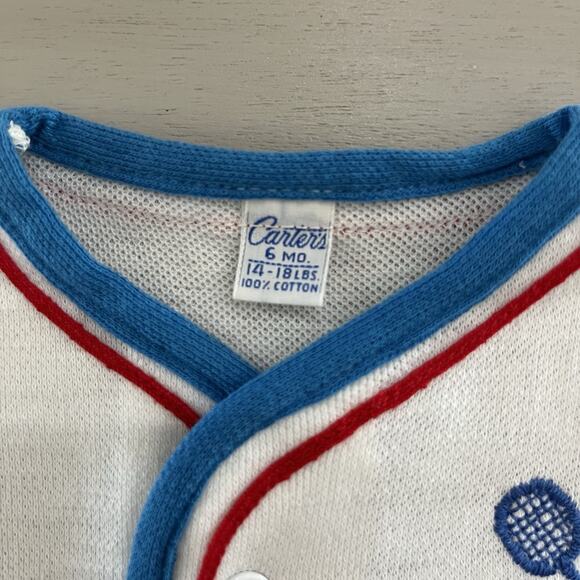 Carter's
6 MO.
14-18 LBS.
100% COTTON